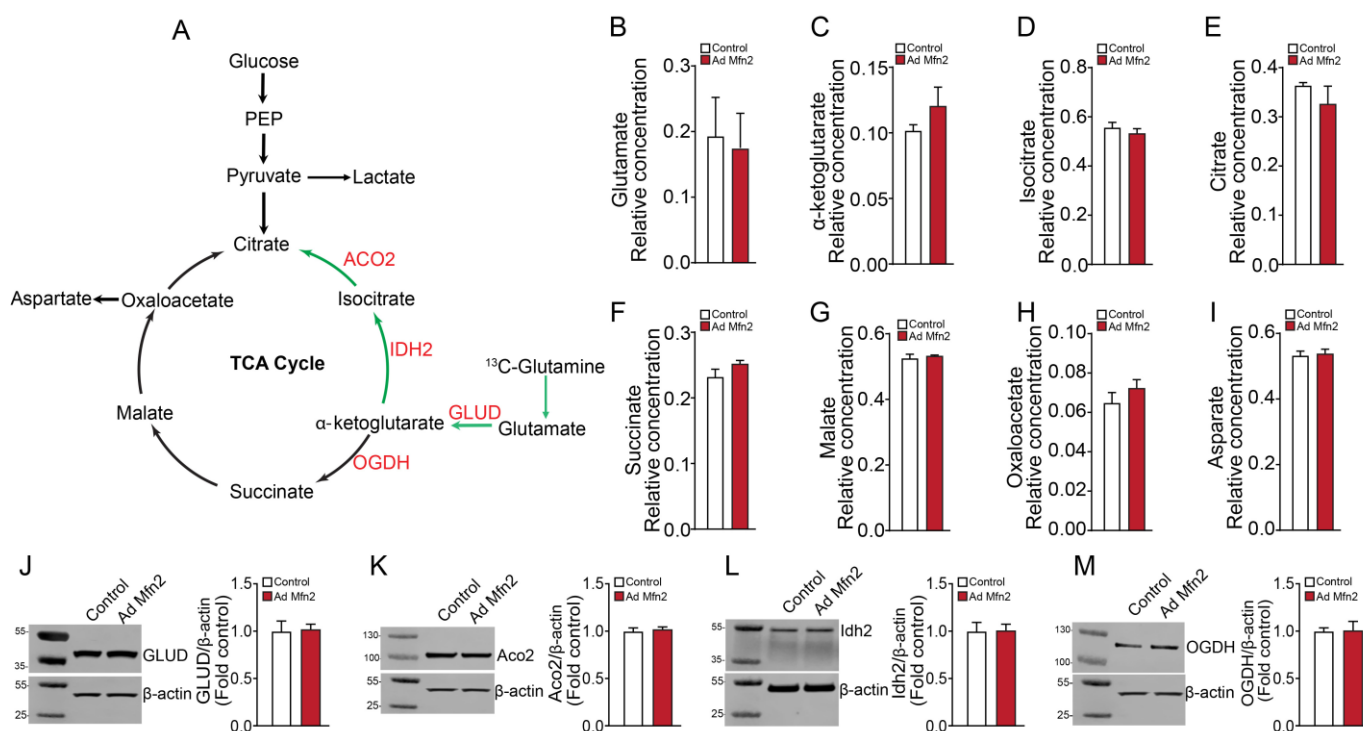 A
Glucose
PEP
Pyruvate
Lactate
Citrate
ACO2
Isocitrate
Aspartate
Oxaloacetate
TCA Cycle
IDH2
13C-Glutamine
Malate
α-ketoglutarate
GLUD
Glutamate
OGDH
Succinate
B
Control
Ad Mfn2
Glutamate
Relative concentration
0.3
0.2
0.1
0.0
C
Control
Ad Mfn2
α-ketoglutarate
Relative concentration
0.15
0.10
0.05
0.00
D
Control
Ad Mfn2
Isocitrate
Relative concentration
0.8
0.6
0.4
0.2
0.0
E
Control
Ad Mfn2
Citrate
Relative concentration
0.4
0.3
0.2
0.1
0.0
F
Control
Ad Mfn2
Succinate
Relative concentration
0.3
0.2
0.1
0.0
G
Control
Ad Mfn2
Malate
Relative concentration
0.6
0.4
0.2
0.0
H
Control
Ad Mfn2
Oxaloacetate
Relative concentration
0.10
0.08
0.06
0.04
0.02
0.00
I
Control
Ad Mfn2
Asparate
Relative concentration
0.6
0.4
0.2
0.0
J
Control
Ad Mfn2
55
35
GLUD
55
25
β-actin
GLUD/β-actin
(Fold control)
1.5
1.0
0.5
0.0
Control
Ad Mfn2
K
Control
Ad Mfn2
130
100
Aco2
55
25
β-actin
Aco2/β-actin
(Fold control)
1.5
1.0
0.5
0.0
Control
Ad Mfn2
L
Control
Ad Mfn2
55
35
Idh2
55
25
β-actin
Idh2/β-actin
(Fold control)
1.5
1.0
0.5
0.0
Control
Ad Mfn2
M
Control
Ad Mfn2
130
100
OGDH
55
25
β-actin
OGDH/β-actin
(Fold control)
1.5
1.0
0.5
0.0
Control
Ad Mfn2